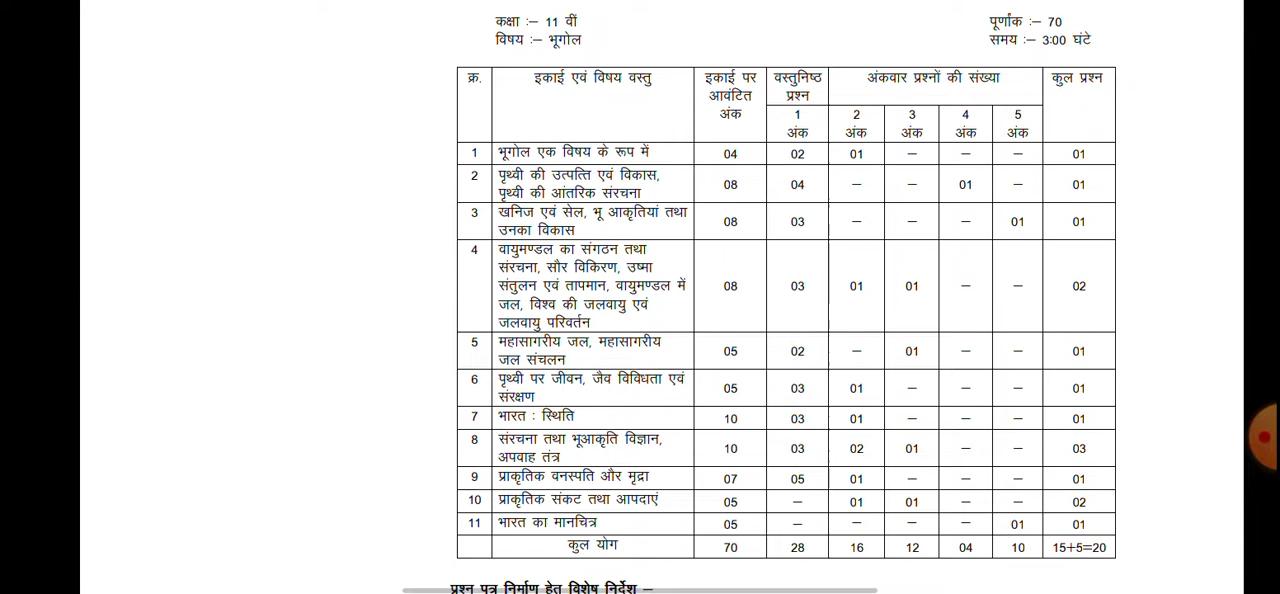 कक्षा :– 11 वीं
पूर्णांक :– 70
विषय :– भूगोल
समय :– 3:00 घंटे
क्र. इकाई एवं विषय वस्तु इकाई पर आवंटित अंक वस्तुनिष्ठ प्रश्न अंकवार प्रश्नों की संख्या कुल प्रश्न
1 अंक 2 अंक 3 अंक 4 अंक 5 अंक
1 भूगोल एक विषय के रूप में 04 02 01 – – – 01
2 पृथ्वी की उत्पत्ति एवं विकास,
पृथ्वी की आंतरिक संरचना 08 04 – – 01 – 01
3 खनिज एवं सेल, भू आकृतियां तथा
उनका विकास 08 03 – – – 01 01
4 वायुमण्डल का संगठन तथा
संरचना, सौर विकिरण, उष्मा
संतुलन एवं तापमान, वायुमण्डल में
जल, विश्व की जलवायु एवं
जलवायु परिवर्तन 08 03 01 01 – – 02
5 महासागरीय जल, महासागरीय
जल संचलन 05 02 – 01 – – 01
6 पृथ्वी पर जीवन, जैव विविधता एवं
संरक्षण 05 03 01 – – – 01
7 भारत : स्थिति 10 03 01 – – – 01
8 संरचना तथा भूआकृति विज्ञान,
अपवाह तंत्र 10 03 02 01 – – 03
9 प्राकृतिक वनस्पति और मृद्रा 07 05 01 – – – 01
10 प्राकृतिक संकट तथा आपदाएं 05 – 01 01 – – 02
11 भारत का मानचित्र 05 – – – – 01 01
कुल योग 70 28 16 12 04 10 15+5=20
प्रश्न पत्र निर्माण हेतु विशेष निर्देश –